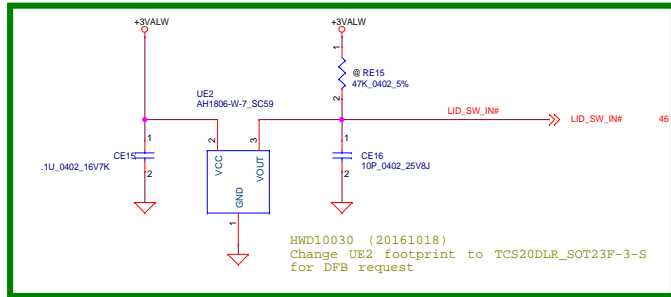 +3VALW
+3VALW
1
@ RE15
47K_0402_5%
2
UE2
AH1806-W-7_SC59
LID_SW_IN#
LID_SW_IN#
46
2
3
1
CE15
.1U_0402_16V7K
2
VCC
VOUT
GND
1
1
CE16
10P_0402_25V8J
2
HWD10030 (20161018)
Change UE2 footprint to TCS20DLR_SOT23F-3-S
for DFB request